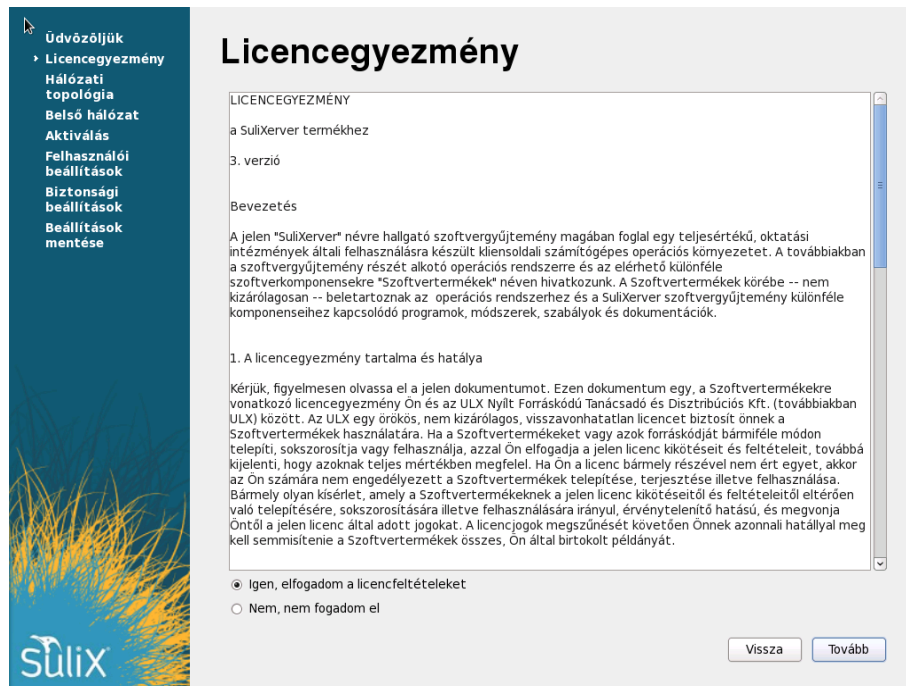 Üdvözöljük
Licencegyezmény
Hálózati
topológia
Belső hálózat
Aktiválás
Felhasználói
beállítások
Biztonsági
beállítások
Beállítások
mentése
Sulix
Licencegyezmény
LICENCEGYEZMÉNY
a SuliXerver termékhez
3. verzió
Bevezetés
A jelen "SuliXerver" névre hallgató szoftvergyűjtemény magában foglal egy teljesértékű, oktatási
intézmények általi felhasználásra készült kliensoldali számítógépes operációs környezetet. A továbbiakban
a szoftvergyűjtemény részét alkotó operációs rendszerre és az elérhető különféle
szoftverkomponensekre "Szoftvertermékek" néven hivatkozunk. A Szoftvertermékek körébe -- nem
kizárólagosan -- beletartoznak az  operációs rendszerhez és a SuliXerver szoftvergyűjtemény különféle
komponenseihez kapcsolódó programok, módszerek, szabályok és dokumentációk.
1. A licencegyezmény tartalma és hatálya
Kérjük, figyelmesen olvassa el a jelen dokumentumot. Ezen dokumentum egy, a Szoftvertermékekre
vonatkozó licencegyezmény Ön és az ULX Nyílt Forráskódú Tanácsadó és Disztribúciós Kft. (továbbiakban
ULX) között. Az ULX egy örökös, nem kizárólagos, visszavonhatatlan licencet biztosít önnek a
Szoftvertermékek használatára. Ha a Szoftvertermékeket vagy azok forráskódját bármiféle módon
telepíti, sokszorosítja vagy felhasználja, azzal Ön elfogadja a jelen licenc kikötéseit és feltételeit, továbbá
kijelenti, hogy azoknak teljes mértékben megfelel. Ha Ön a licenc bármely részével nem ért egyet, akkor
az Ön számára nem engedélyezett a Szoftvertermékek telepítése, terjesztése illetve felhasználása.
Bármely olyan kísérlet, amely a Szoftvertermékeknek a jelen licenc kikötéseitől és feltételeitől eltérően
való telepítésére, sokszorosítására illetve felhasználására irányul, érvénytelenítő hatású, és megvonja
Öntől a jelen licenc által adott jogokat. A licencjogok megszűnését követően Önnek azonnali hatállyal meg
kell semmisítenie a Szoftvertermékek összes, Ön által birtokolt példányát.
Igen, elfogadom a licencfeltételeket
Nem, nem fogadom el
Vissza
Tovább